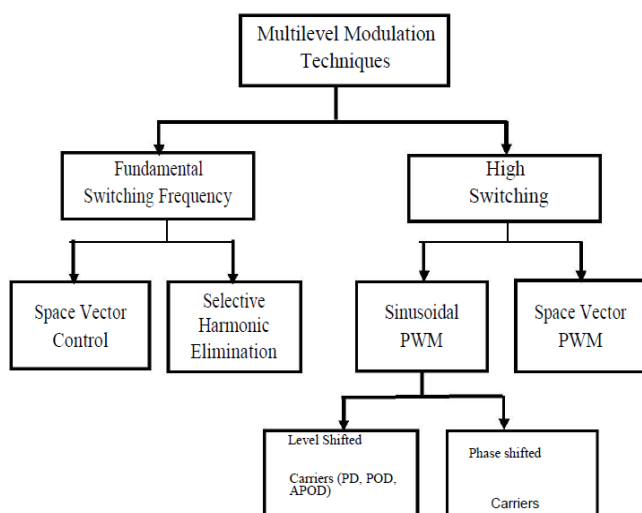 Multilevel Modulation
Techniques
Fundamental
Switching Frequency
High
Switching
Space Vector
Control
Selective
Harmonic
Elimination
Sinusoidal
PWM
Space Vector
PWM
Level Shifted
Carriers (PD, POD,
APOD)
Phase shifted
Carriers